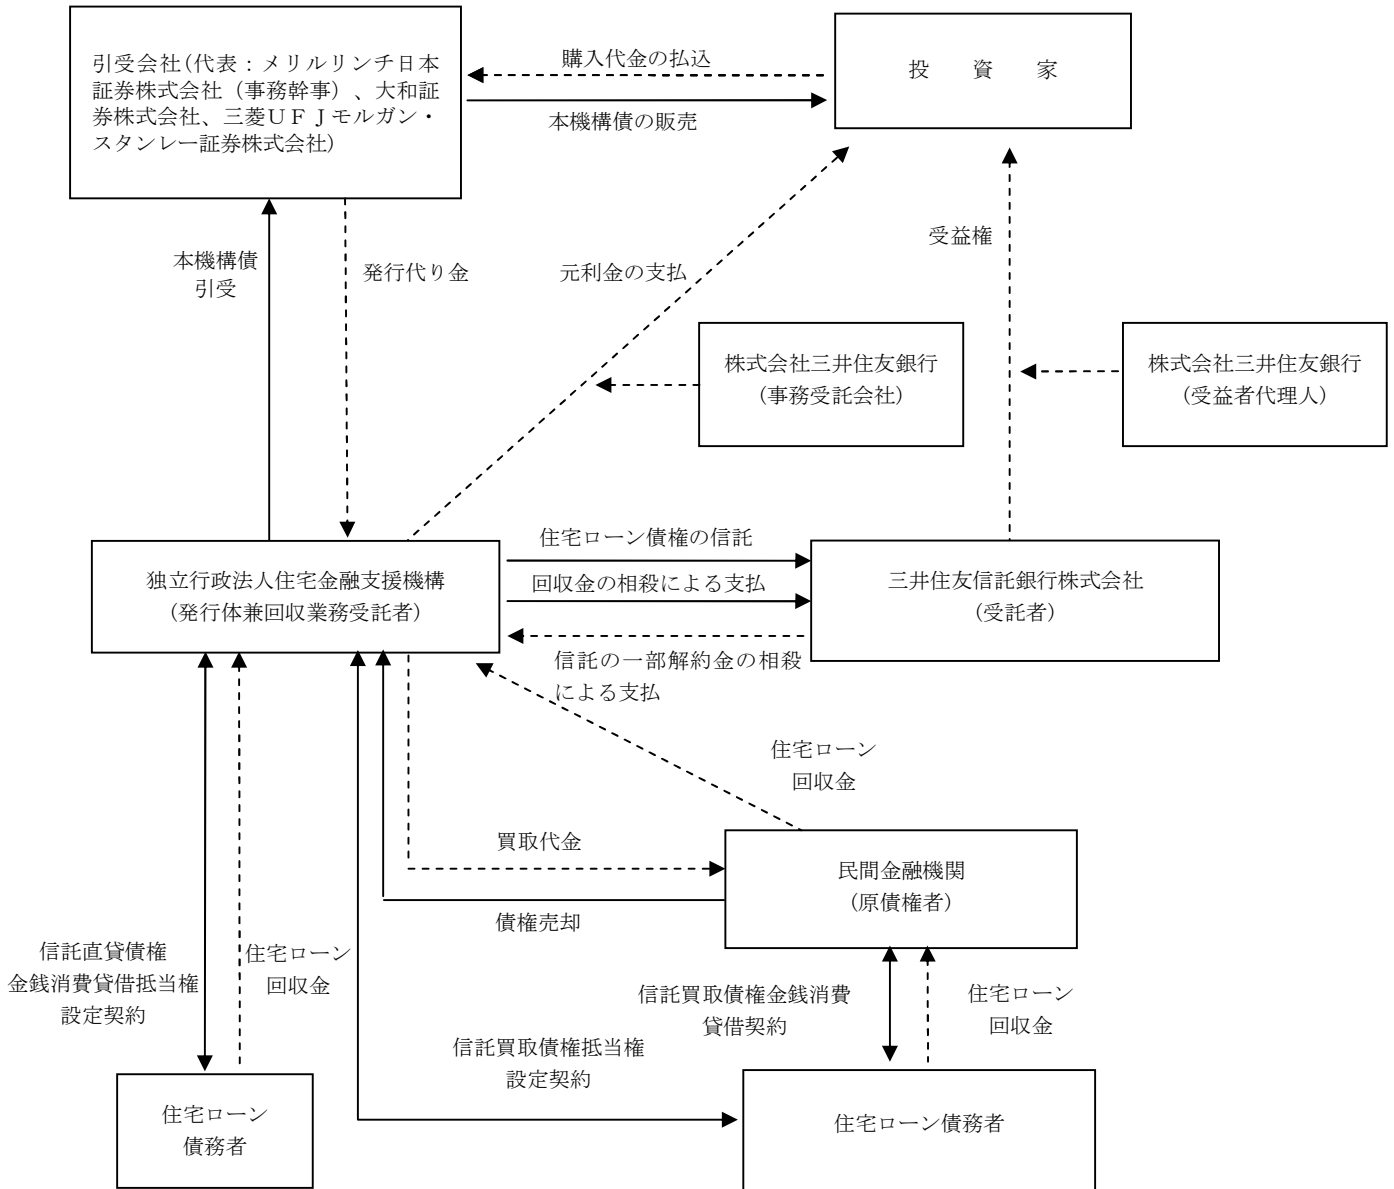 引受会社(代表：メリルリンチ日本
証券株式会社（事務幹事）、大和証
券株式会社、三菱ＵＦＪモルガン・
スタンレー証券株式会社)
購入代金の払込
本機構債の販売
投　資　家
本機構債
引受
発行代り金
元利金の支払
受益権
株式会社三井住友銀行
（事務受託会社）
株式会社三井住友銀行
（受益者代理人）
独立行政法人住宅金融支援機構
（発行体兼回収業務受託者）
住宅ローン債権の信託
回収金の相殺による支払
信託の一部解約金の相殺
による支払
三井住友信託銀行株式会社
（受託者）
住宅ローン
回収金
買取代金
債権売却
民間金融機関
（原債権者）
信託直貸債権
金銭消費貸借抵当権
設定契約
住宅ローン
回収金
信託買取債権金銭消費
貸借契約
住宅ローン
回収金
信託買取債権抵当権
設定契約
住宅ローン
債務者
住宅ローン債務者